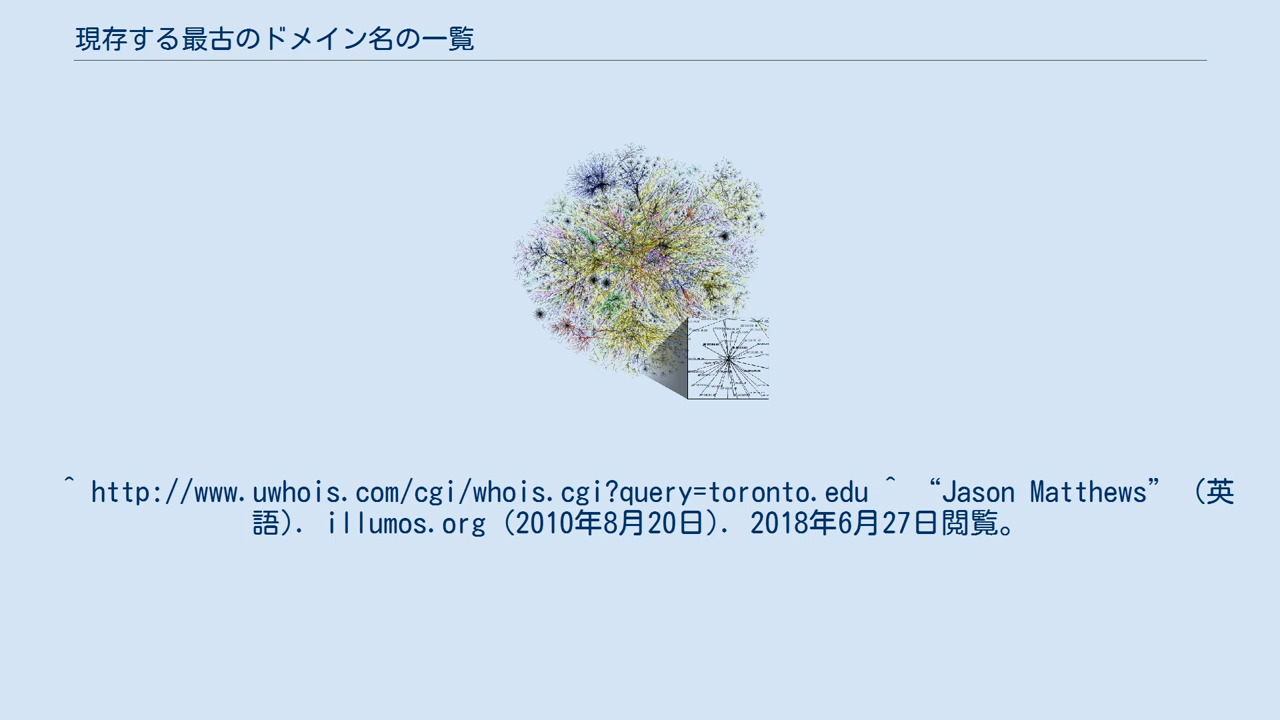 現存する最古のドメイン名の一覧
^ http://www.uwhois.com/cgi/whois.cgi?query=toronto.edu ^ “Jason Matthews” (英
語). illumos.org (2010年8月20日). 2018年6月27日閲覧。